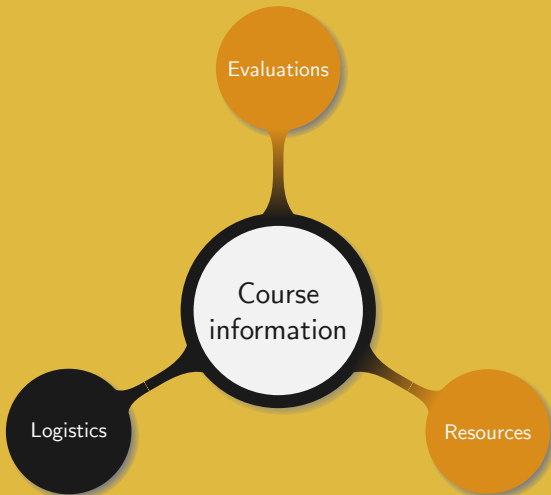 Evaluations
Course
information
Logistics
Resources